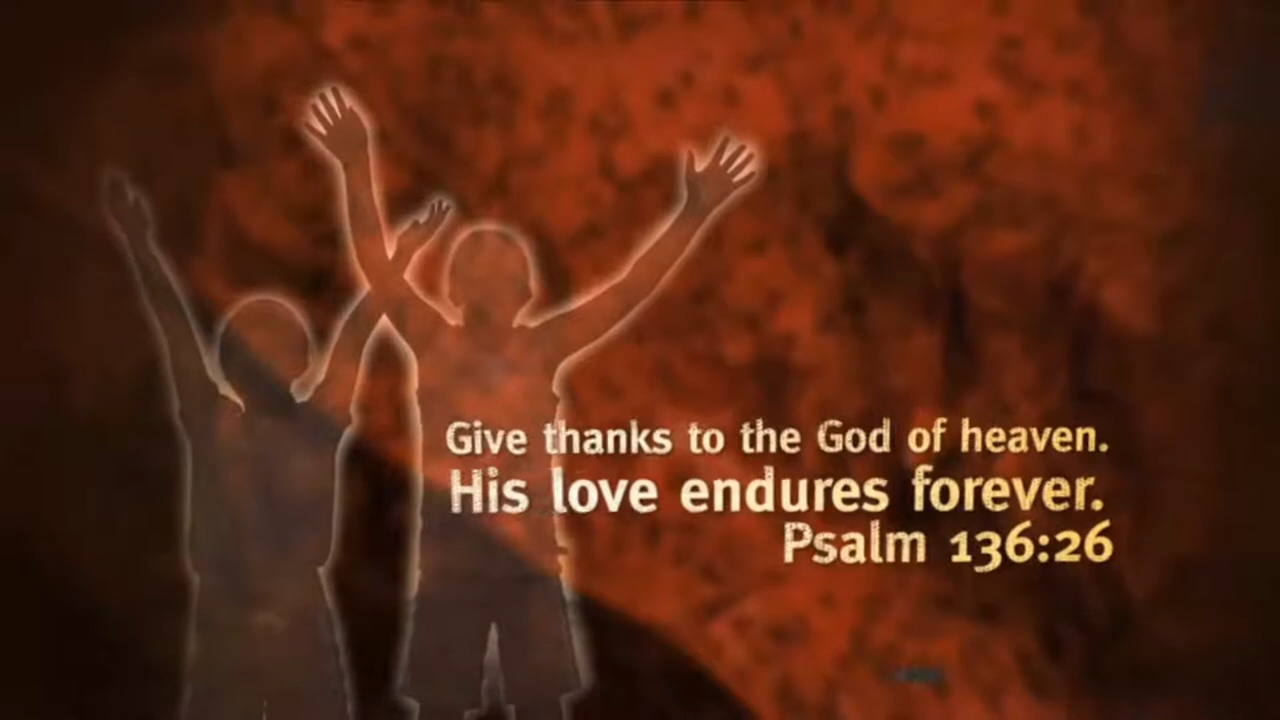 Give thanks to the God of heaven.
His love endures forever.
Psalm 136:26